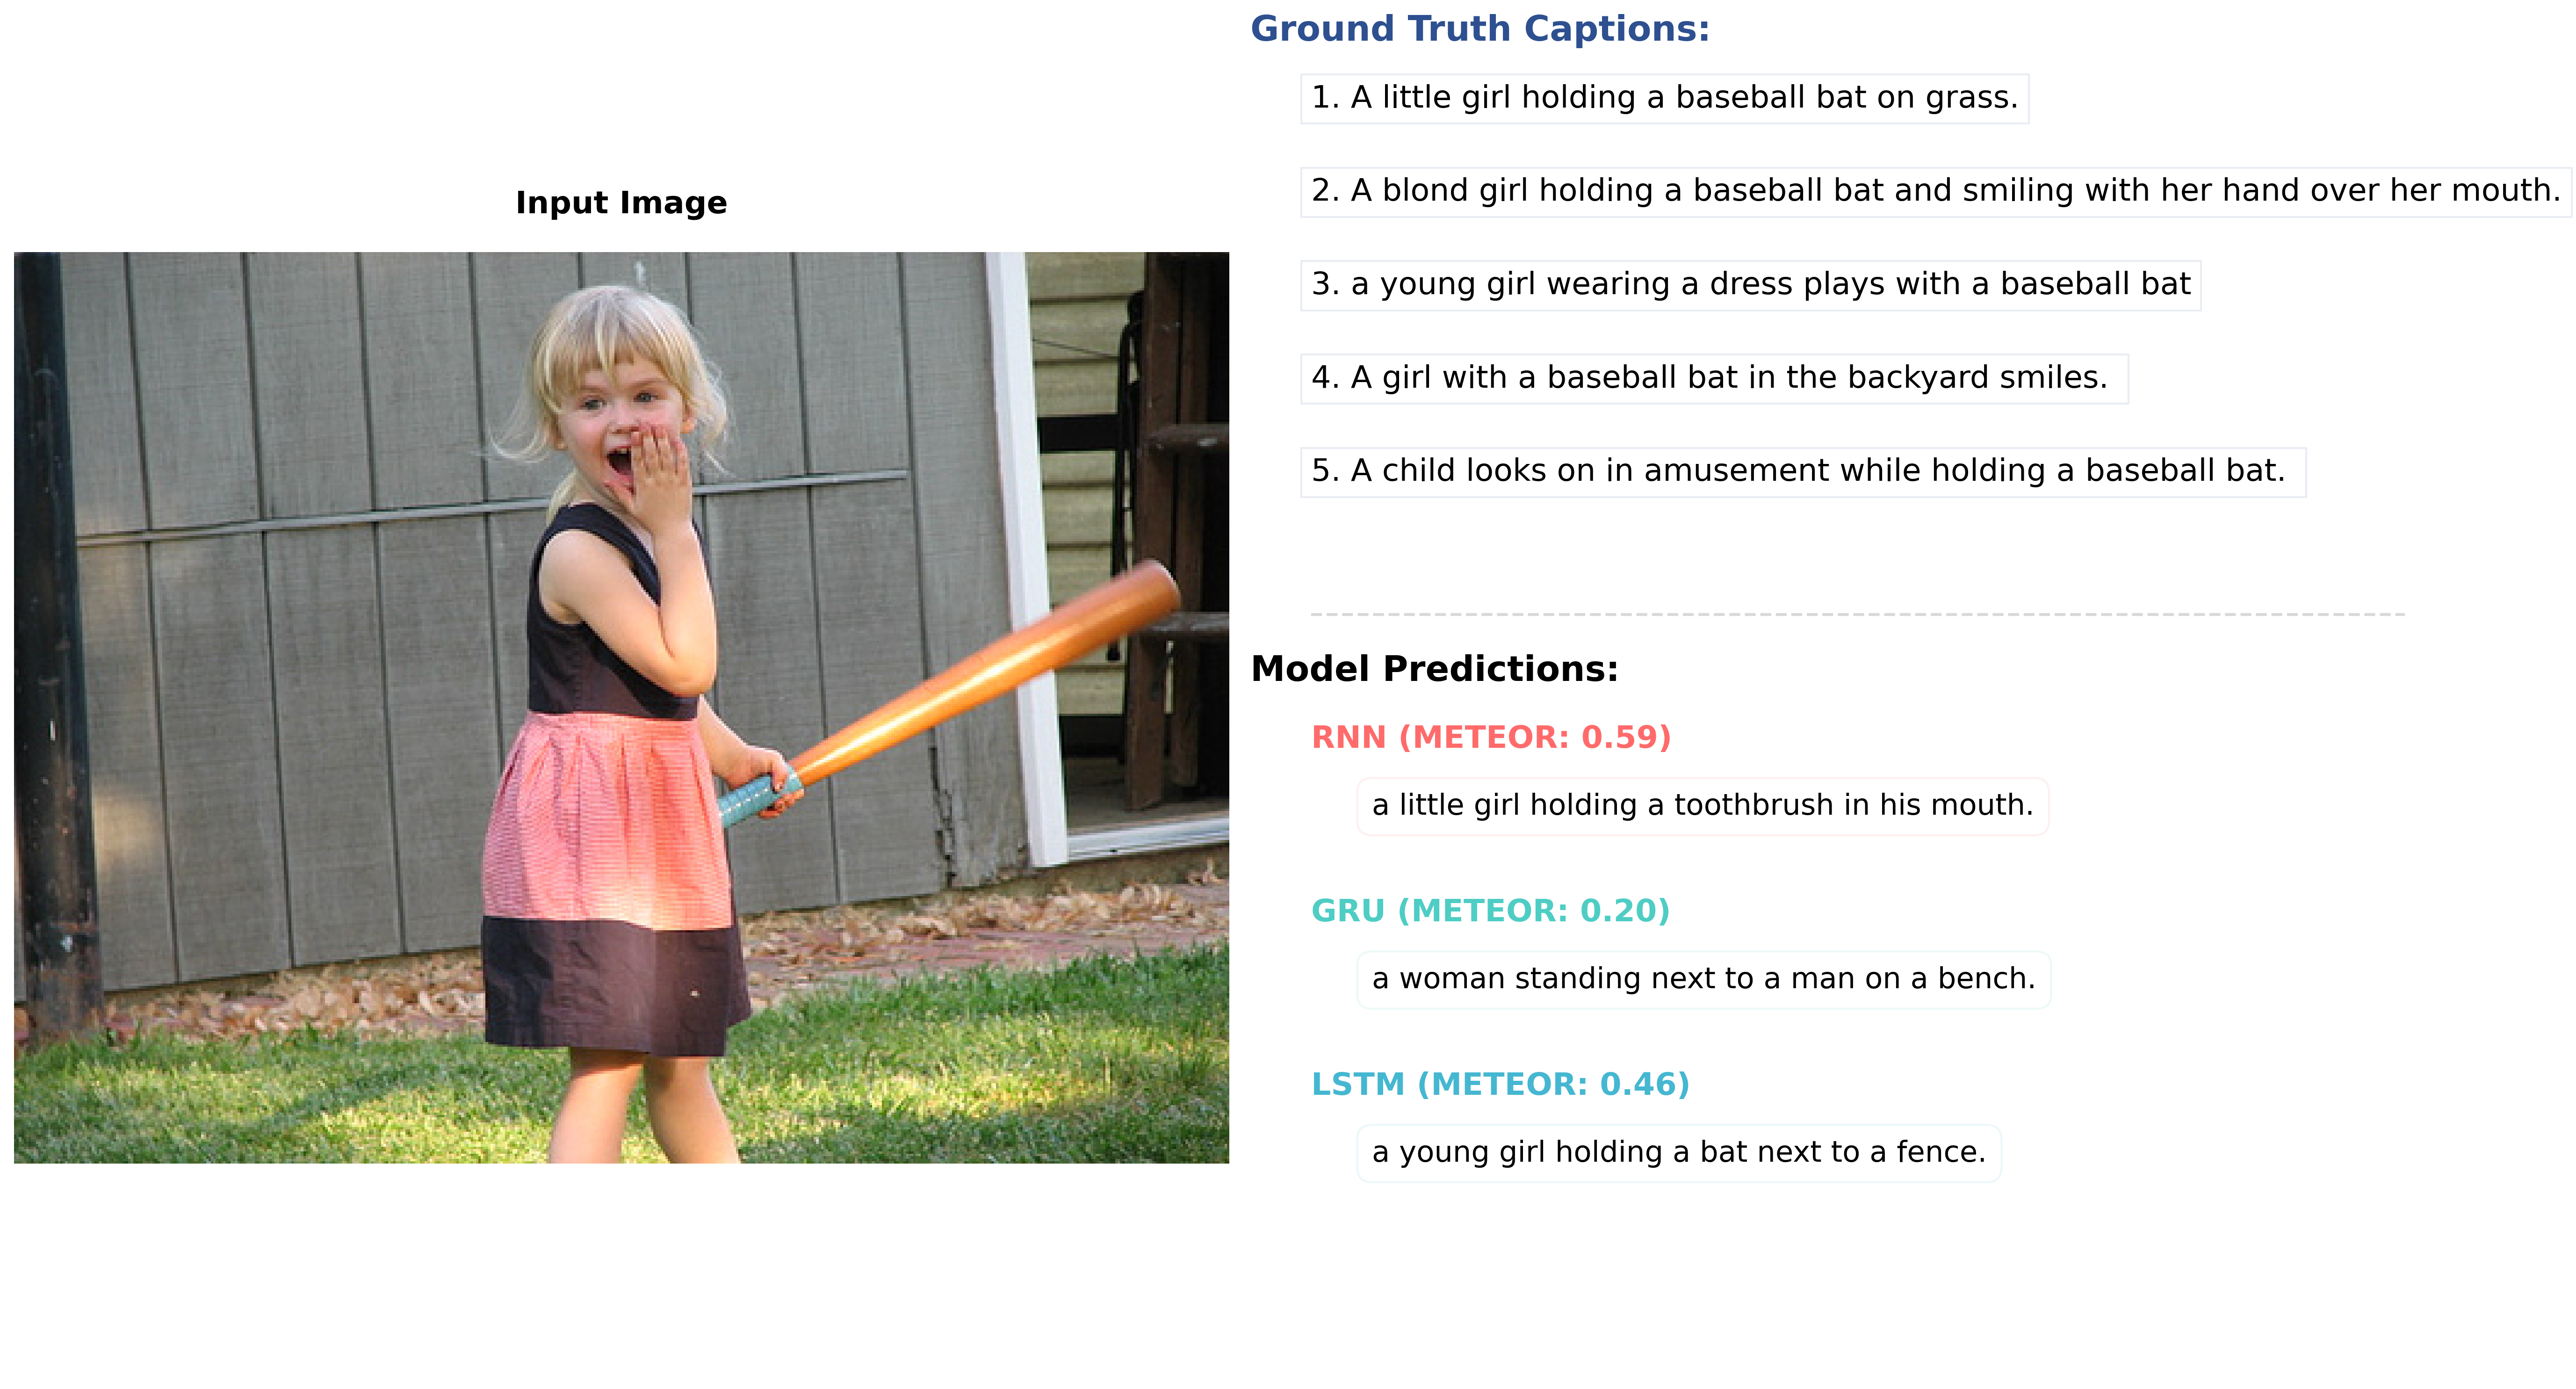 Ground Truth Captions:
1. A little girl holding a baseball bat on grass.
2. A blond girl holding a baseball bat and smiling with her hand over her mouth.
Input Image
3. a young girl wearing a dress plays with a baseball bat
4. A girl with a baseball bat in the backyard smiles.
5. A child looks on in amusement while holding a baseball bat.
Model Predictions:
RNN (METEOR: 0.59)
a little girl holding a toothbrush in his mouth.
GRU (METEOR: 0.20)
a woman standing next to a man on a bench.
LSTM (METEOR: 0.46)
a young girl holding a bat next to a fence.